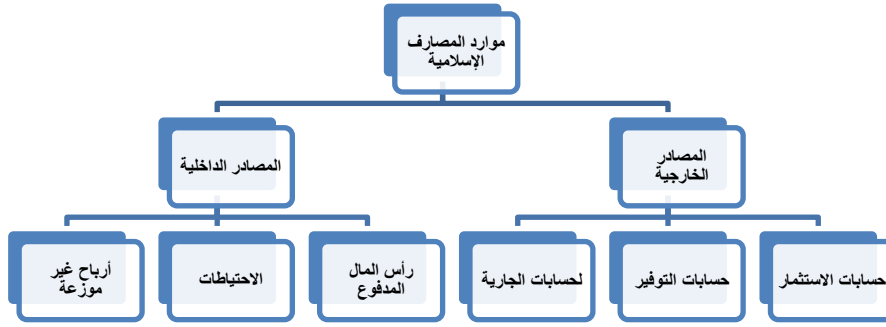 موارد المصارف
الإسلامية
المصادر
الخارجية
المصادر الداخلية
حسابات الاستثمار
حسابات التوفير
لحسابات الجارية
رأس المال
المدفوع
الاحتياطات
أرباح غير
موزعة